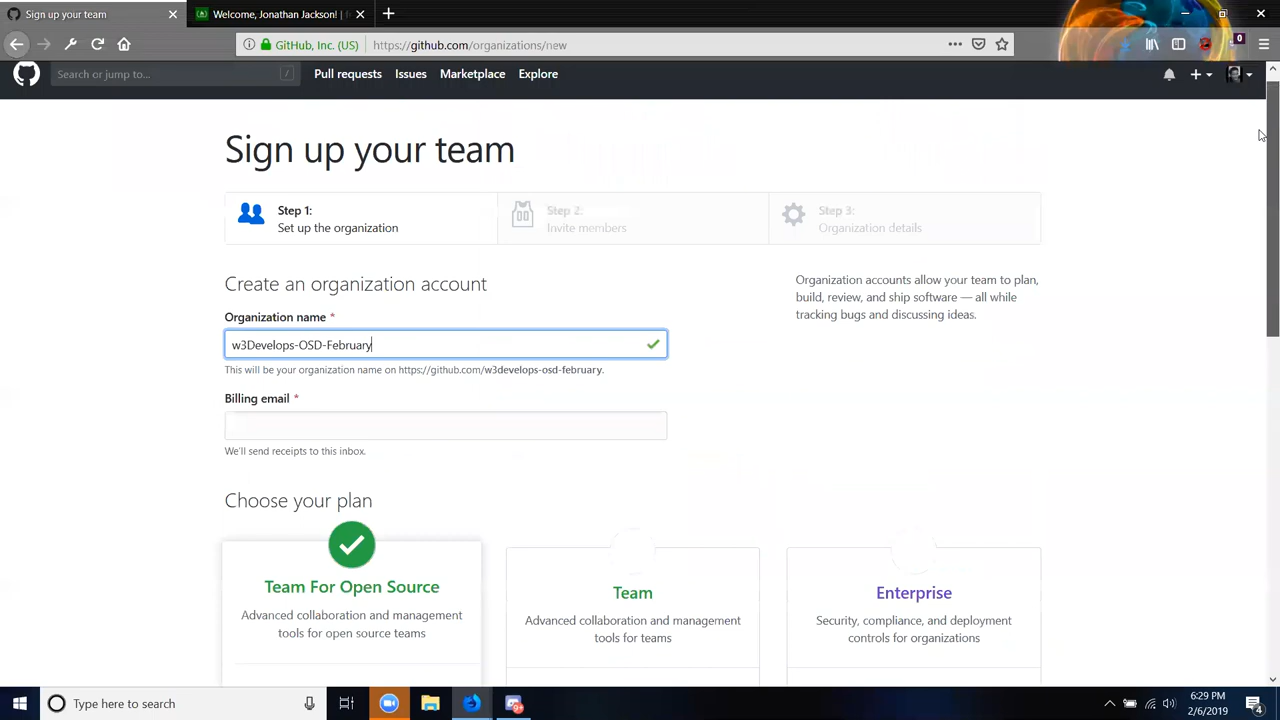 Sign up your team
Welcome, Jonathan Jackson! | F
GitHub, Inc. (US)
https://github.com/organizations/new
0
Search or jump to...
/
Pull requests
Issues
Marketplace
Explore
Sign up your team
Step 1:
Set up the organization
Step 2:
Invite members
Step 3:
Organization details
Create an organization account
Organization name *
w3Develops-OSD-February
This will be your organization name on https://github.com/w3develops-osd-february.
Billing email *
We'll send receipts to this inbox.
Organization accounts allow your team to plan,
build, review, and ship software — all while
tracking bugs and discussing ideas.
Choose your plan
Team For Open Source
Advanced collaboration and management
tools for open source teams
Team
Advanced collaboration and management
tools for teams
Enterprise
Security, compliance, and deployment
controls for organizations
Type here to search
6:29 PM
2/6/2019